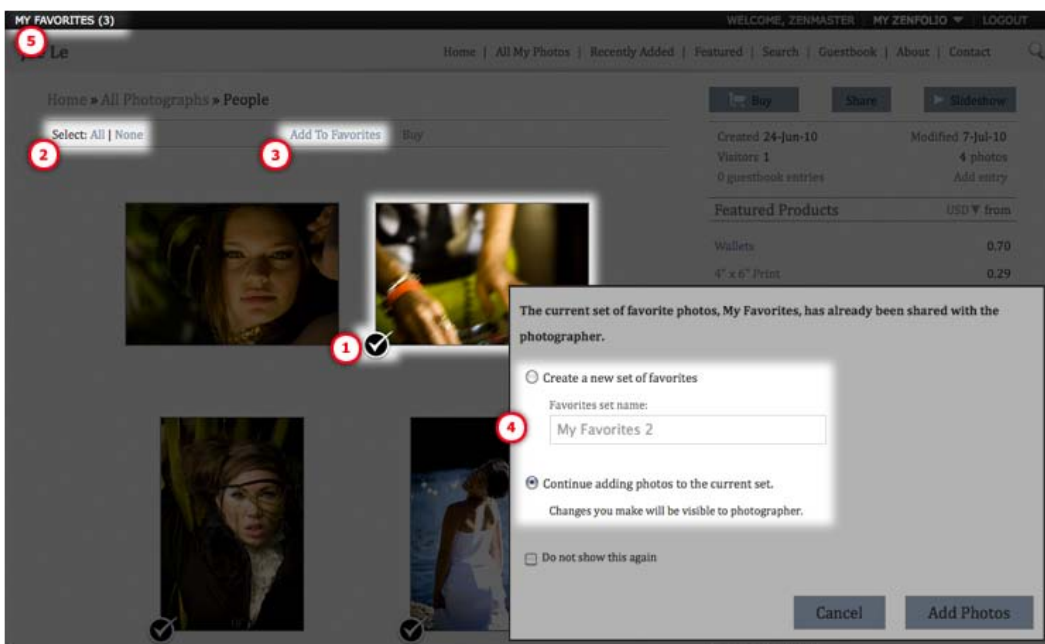 MY FAVORITES (3)
WELCOME, ZENMASTER | MY ZENFOLIO ▼ | LOGOUT
5
Le
Home | All My Photos | Recently Added | Featured | Search | Guestbook | About | Contact
Home » All Photographs » People
Buy
Share
Slideshow
Select: All | None
Add To Favorites
Buy
2
3
Created 24-Jun-10
Modified 7-Jul-10
Visitors 1
4 photos
0 guestbook entries
Add entry
Featured Products
USD ▼ from
Wallets
0.70
4" x 6" Print
0.29
1
The current set of favorite photos, My Favorites, has already been shared with the
photographer.
Create a new set of favorites
Favorites set name:
4
My Favorites 2
Continue adding photos to the current set.
Changes you make will be visible to photographer.
Do not show this again
Cancel
Add Photos